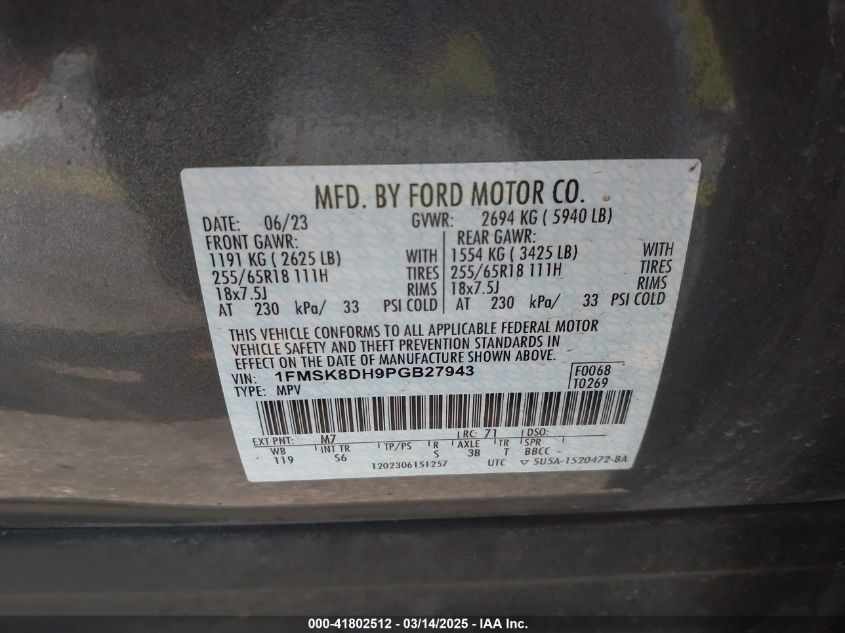 MFD. BY FORD MOTOR CO.
DATE: 06/23 GVWR: 2694 KG ( 5940 LB)
FRONT GAWR: REAR GAWR:
1191 KG ( 2625 LB) WITH 1554 KG ( 3425 LB) WITH
255/65R18 111H TIRES 255/65R18 111H TIRES
18x7.5J RIMS 18x7.5J RIMS
AT 230 kPa/ 33 PSI COLD AT 230 kPa/ 33 PSI COLD
THIS VEHICLE CONFORMS TO ALL APPLICABLE FEDERAL MOTOR
VEHICLE SAFETY AND THEFT PREVENTION STANDARDS IN
EFFECT ON THE DATE OF MANUFACTURE SHOWN ABOVE.
VIN: 1FMSK8DH9PGB27943 F0068
TYPE: MPV T0269
EXT PNT: M7 RC: 71 DSO:
WB INT TR TP/PS R AXLE TR SPR
119 S6 S 3B T BBCC
1202306151257 UTC ▽ 5U5A-1520472-BA
000-41802512 - 03/14/2025 - IAA Inc.